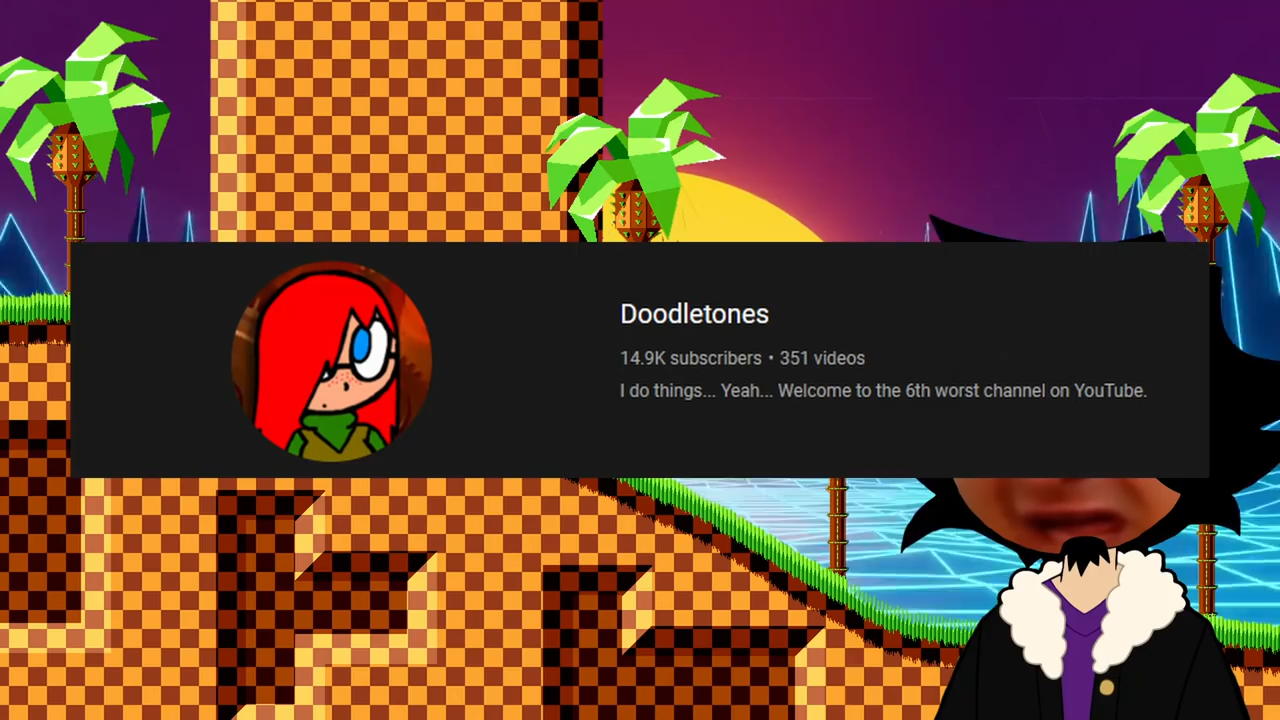 Doodletones
14.9K subscribers • 351 videos
I do things... Yeah... Welcome to the 6th worst channel on YouTube.